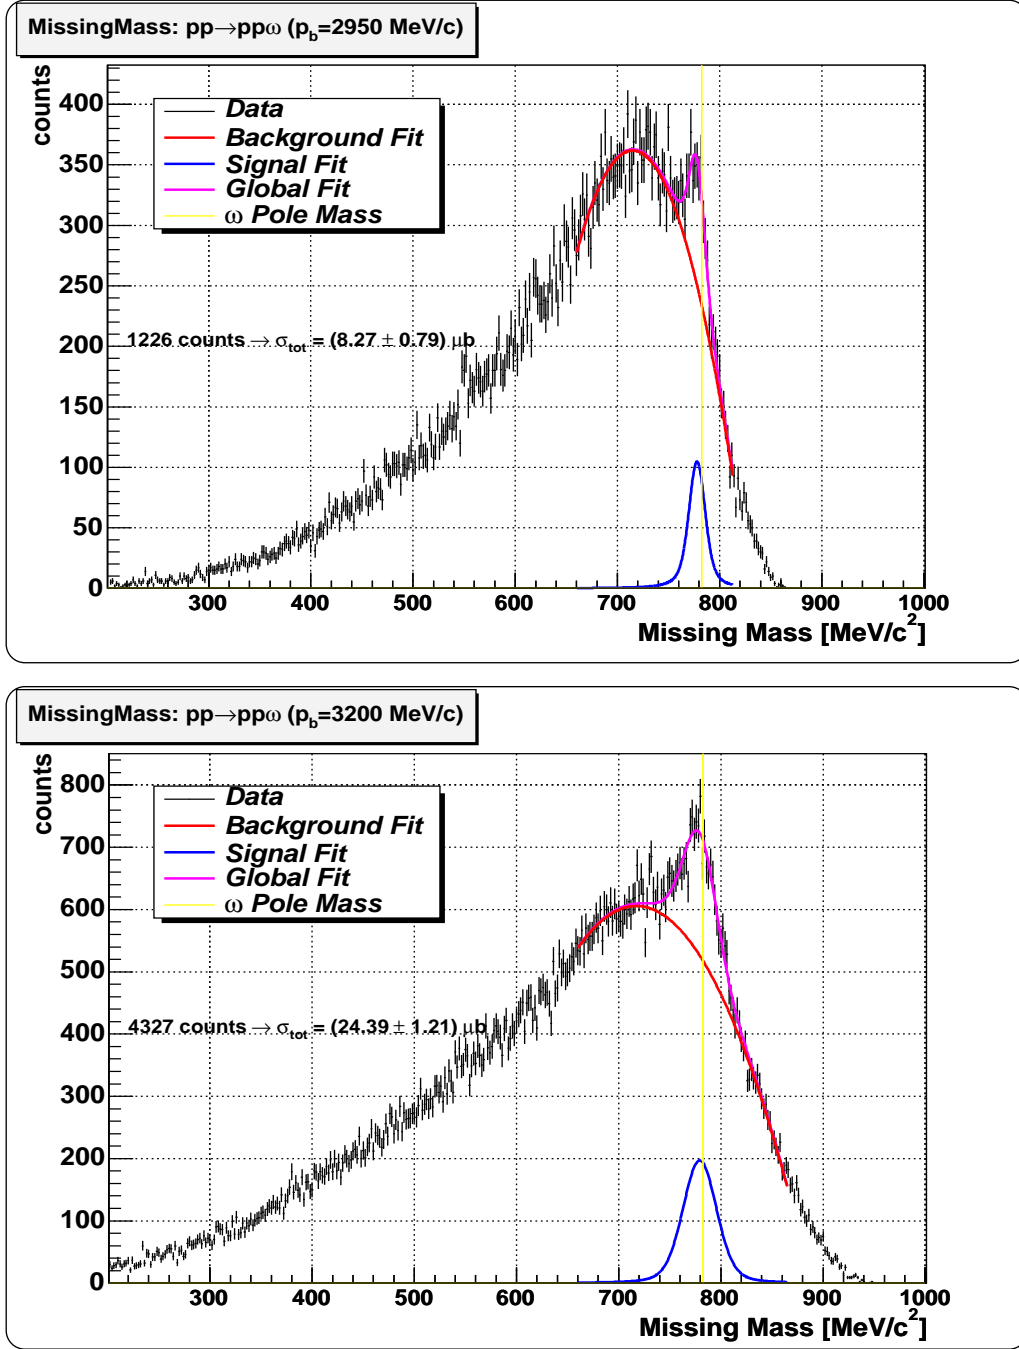 MissingMass: pp→ppω (p_b=2950 MeV/c)
counts
400
350
300
250
200
150
100
50
0
Data
Background Fit
Signal Fit
Global Fit
ω Pole Mass
1226 counts → σ_tot = (8.27 ± 0.79) μb
300 400 500 600 700 800 900 1000
Missing Mass [MeV/c²]
MissingMass: pp→ppω (p_b=3200 MeV/c)
counts
800
700
600
500
400
300
200
100
0
Data
Background Fit
Signal Fit
Global Fit
ω Pole Mass
4327 counts → σ_tot = (24.39 ± 1.21) μb
300 400 500 600 700 800 900 1000
Missing Mass [MeV/c²]